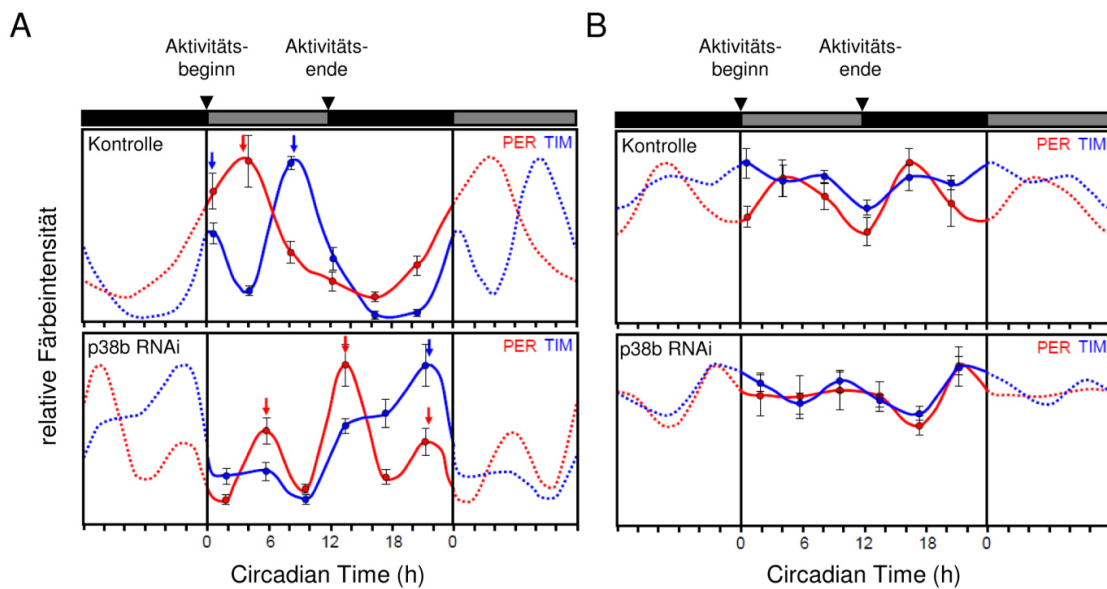 A
Aktivitäts-
beginn
Aktivitäts-
ende
Kontrolle
PER TIM
p38b RNAi
PER TIM
relative Färbeintensität
0 6 12 18 0
Circadian Time (h)
B
Aktivitäts-
beginn
Aktivitäts-
ende
Kontrolle
PER TIM
p38b RNAi
PER TIM
0 6 12 18 0
Circadian Time (h)